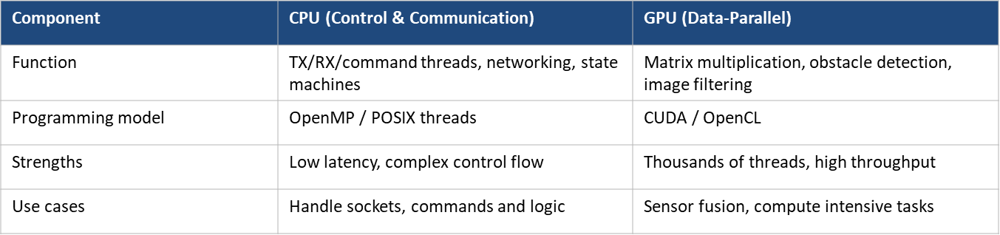 Component
CPU (Control & Communication)
GPU (Data-Parallel)
Function
TX/RX/command threads, networking, state
machines
Matrix multiplication, obstacle detection,
image filtering
Programming model
OpenMP / POSIX threads
CUDA / OpenCL
Strengths
Low latency, complex control flow
Thousands of threads, high throughput
Use cases
Handle sockets, commands and logic
Sensor fusion, compute intensive tasks